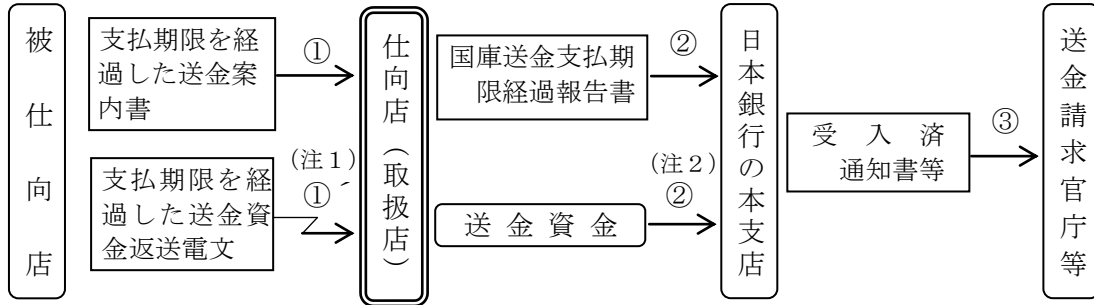 被仕向店
支払期限を経
過した送金案
内書
①
支払期限を経
過した送金資
金返送電文
(注1)
①
仕向店(取扱店)
国庫送金支払期
限経過報告書
②
送金資金
(注2)
②
日本銀行の本支店
受入済
通知書等
③
送金請求官庁等